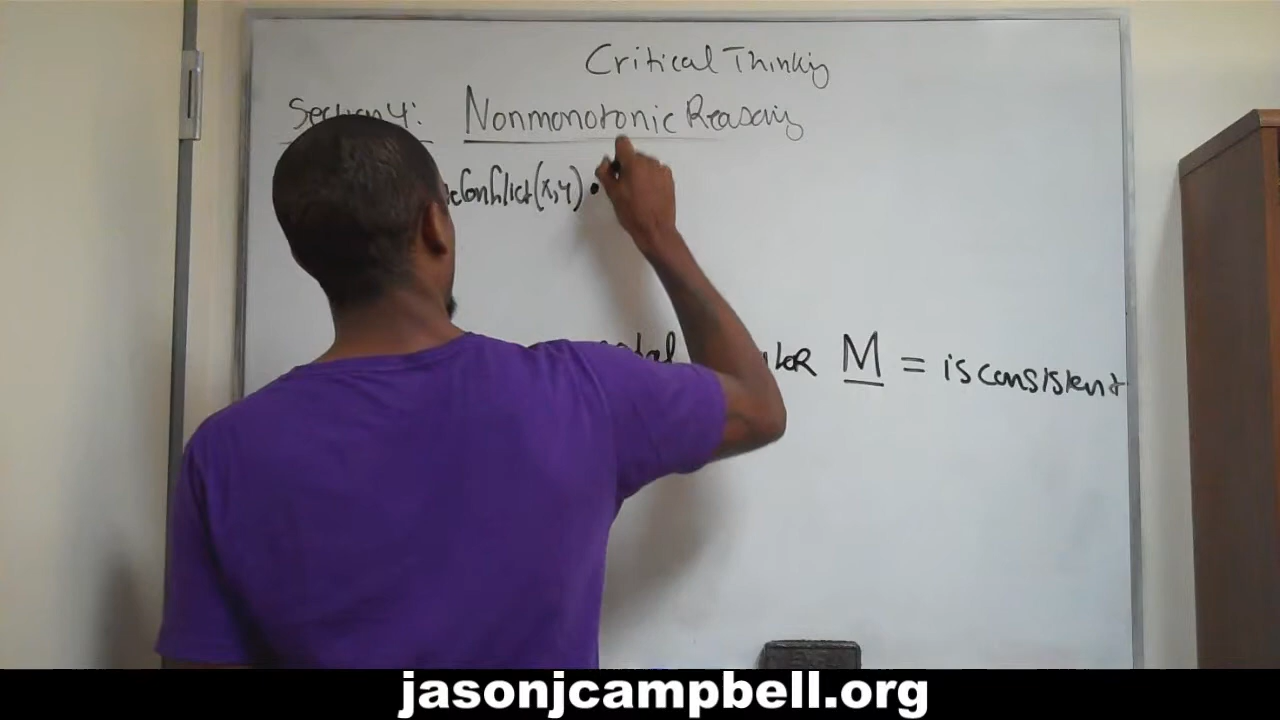 Critical Thinking
Section 4: Nonmonotonic Reasoning
Conflict(x,y) •
M = is consistent
jasonjcampbell.org